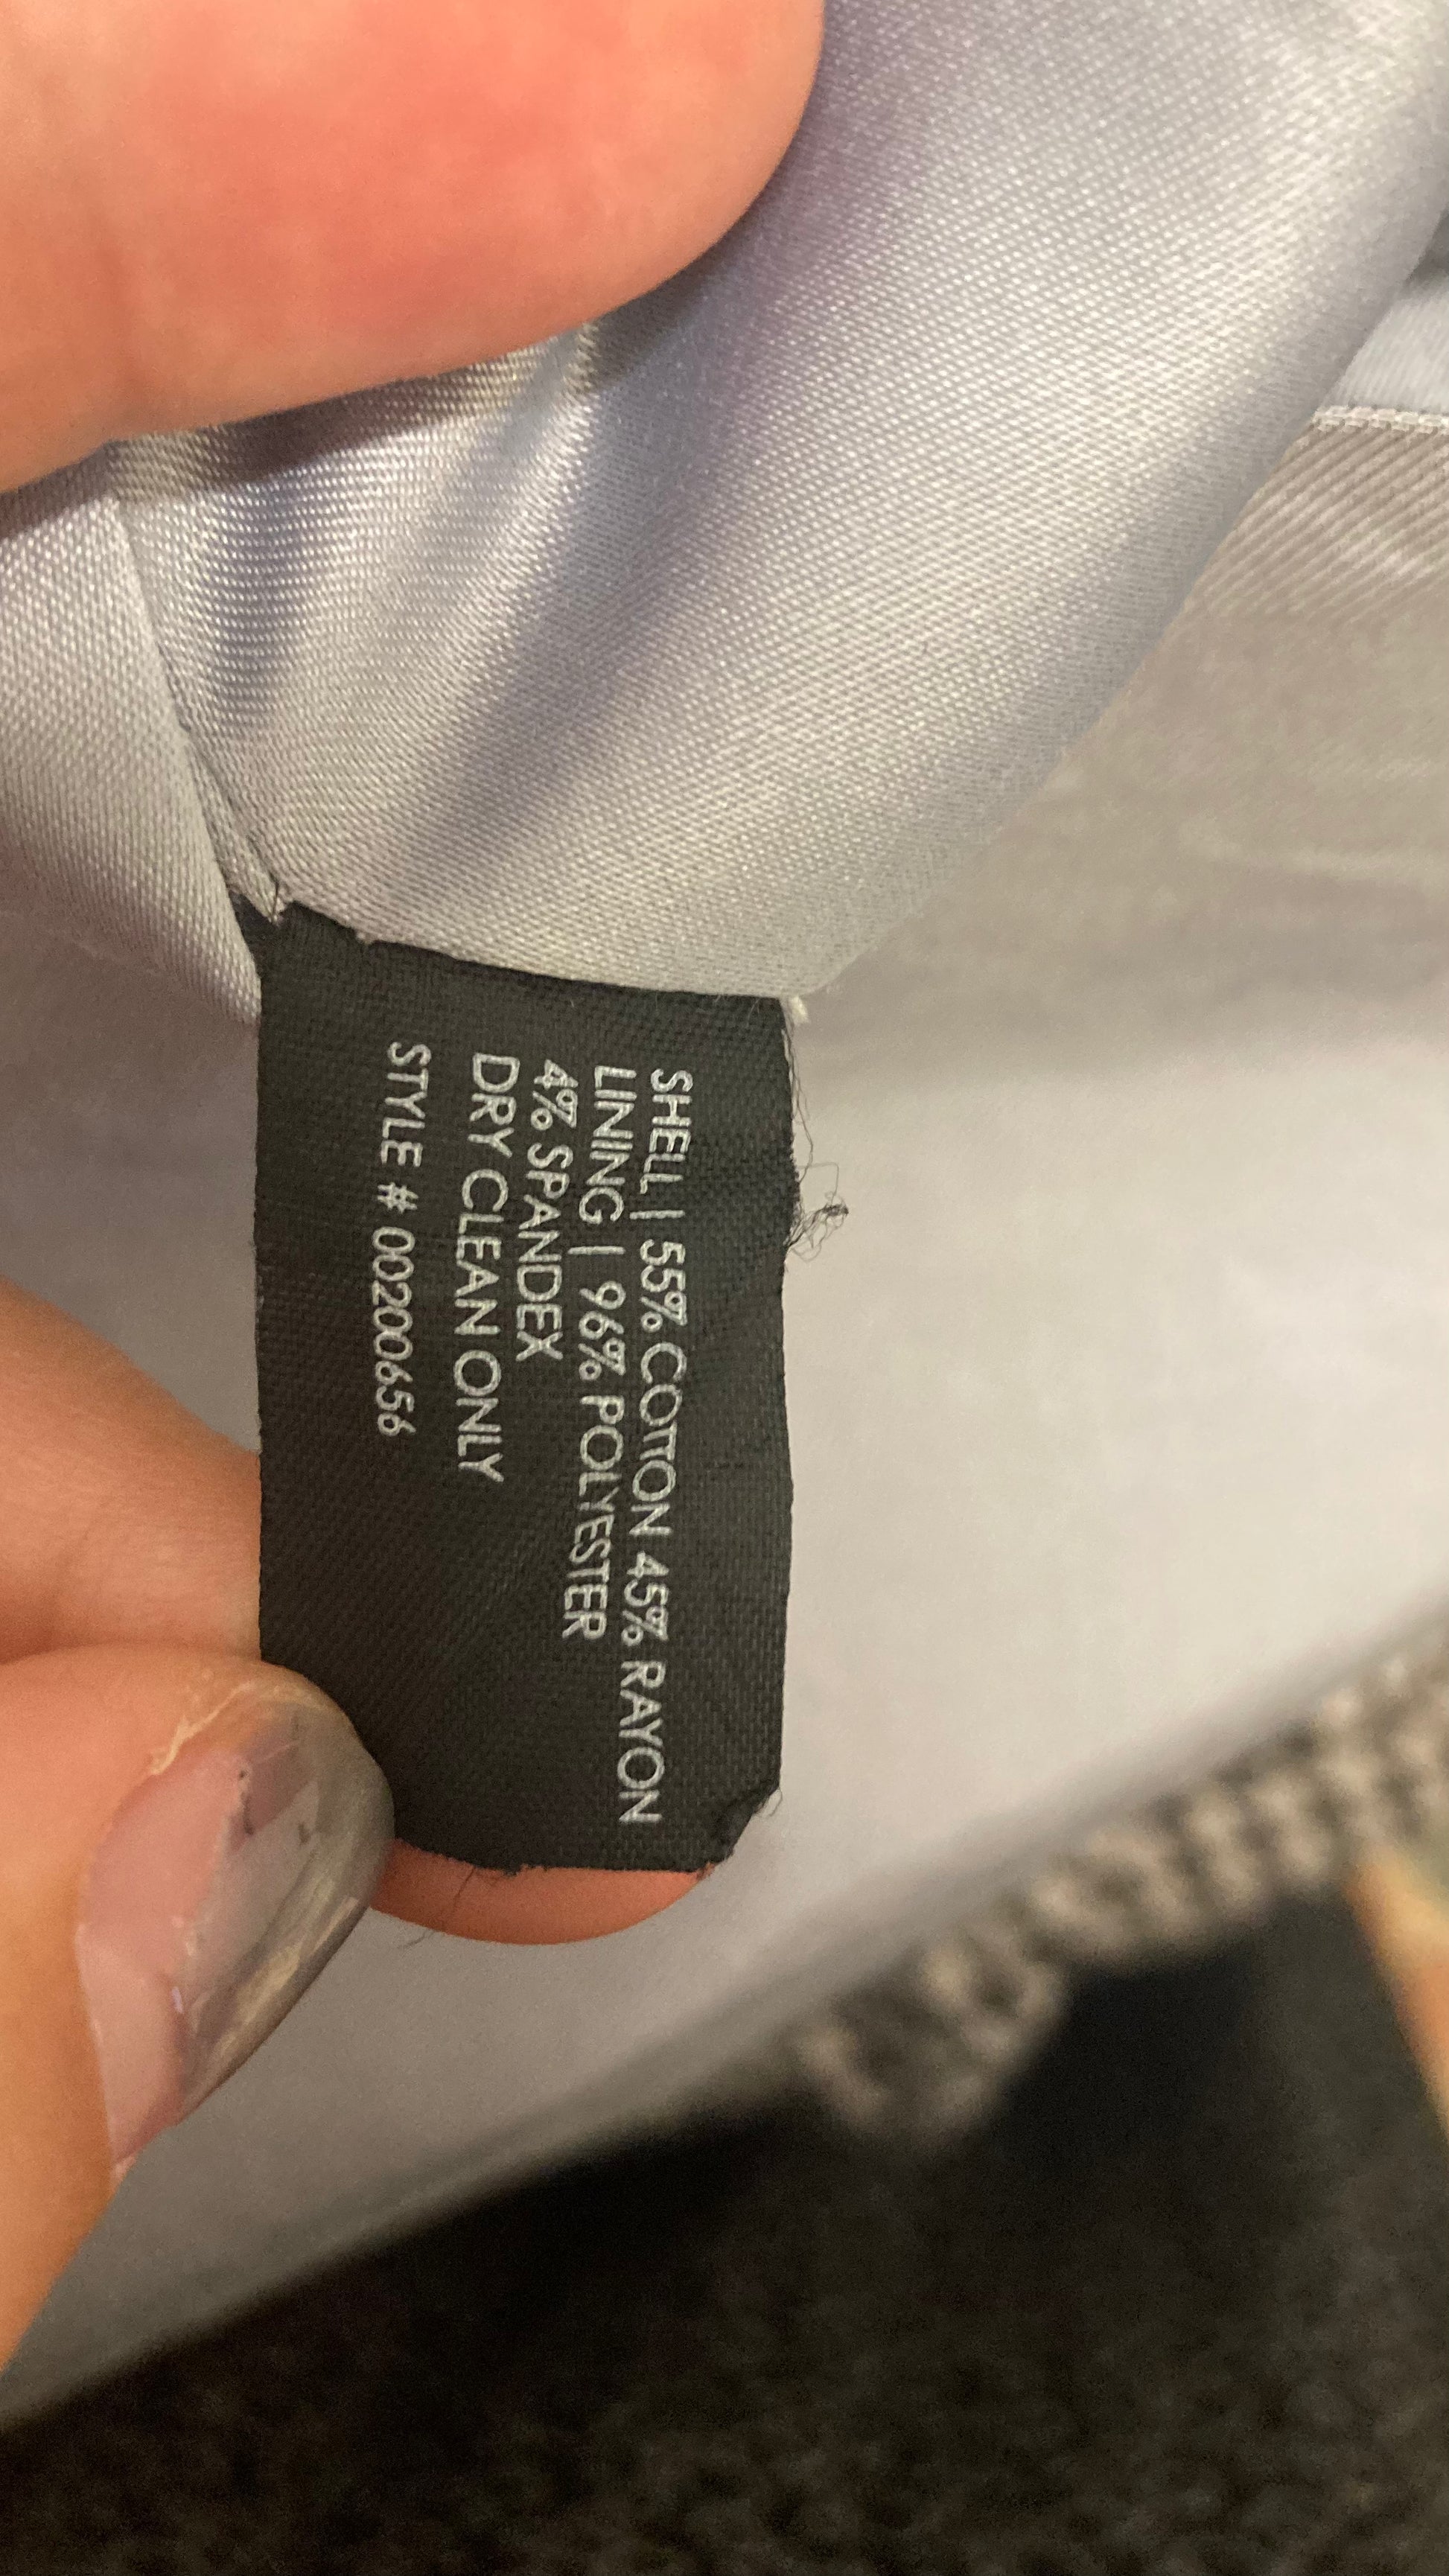 SHELL | 55% COTTON 45% RAYON
LINING | 96% POLYESTER
4% SPANDEX
DRY CLEAN ONLY
STYLE # 00200656